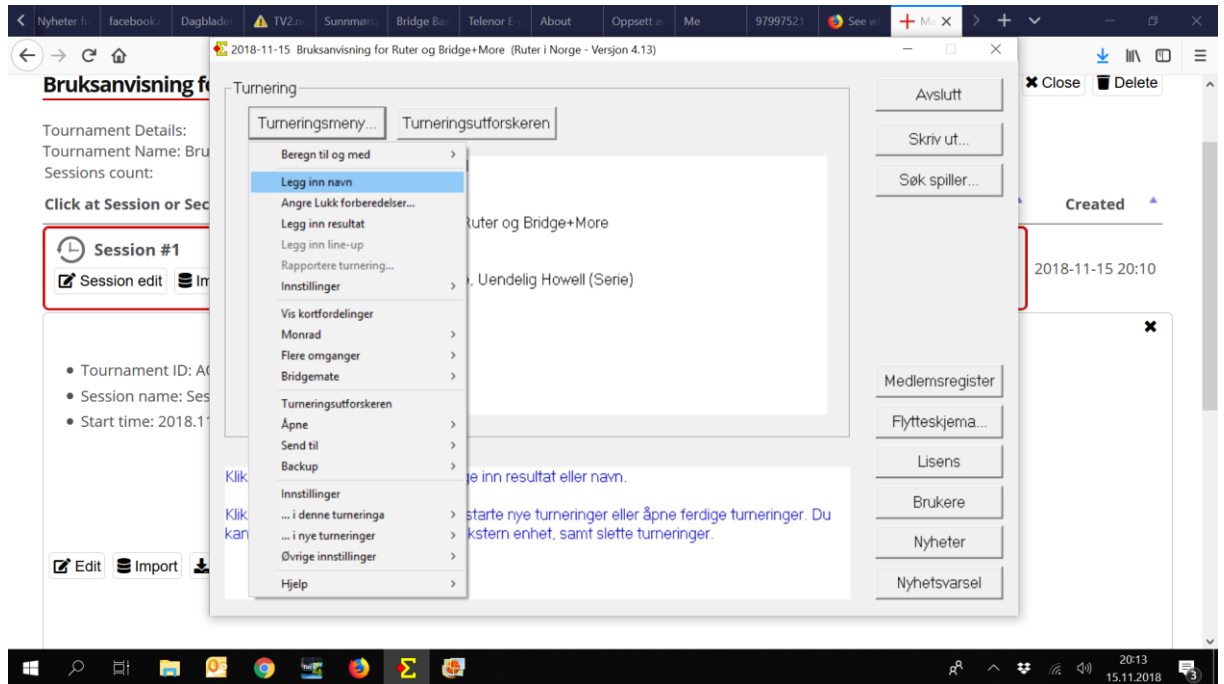 Nyheter fr
facebook.c
Dagbladet
TV2.no
Sunnmørsp
Bridge Bas
Telenor E-p
About
Oppsett a
Me
97997521
See w
Ma
2018-11-15 Bruksanvisning for Ruter og Bridge+More (Ruter i Norge - Versjon 4.13)
Bruksanvisning fo
Close
Delete
Tournament Details:
Tournament Name: Bru
Sessions count:
Click at Session or Sec
Created
Session #1
Session edit
Im
2018-11-15 20:10
Tournament ID: AC
Session name: Ses
Start time: 2018.11
Edit
Import
Turnering
Turneringsmeny...
Turneringsutforskeren
Beregn til og med
Legg inn navn
Angre Lukk forberedelser...
Legg inn resultat
Legg inn line-up
Rapportere turnering...
Innstillinger
Vis kortfordelinger
Monrad
Flere omganger
Bridgemate
Turneringsutforskeren
Åpne
Send til
Backup
Innstillinger
... i denne turneringa
... i nye turneringer
Øvrige innstillinger
Hjelp
Ruter og Bridge+More
, Uendelig Howell (Serie)
Klik
ge inn resultat eller navn.
Klik
starte nye turneringer eller åpne ferdige turneringer. Du
kan
kstern enhet, samt slette turneringer.
Avslutt
Skriv ut...
Søk spiller...
Medlemsregister
Flytteskjema...
Lisens
Brukere
Nyheter
Nyhetsvarsel
20:13
15.11.2018
3